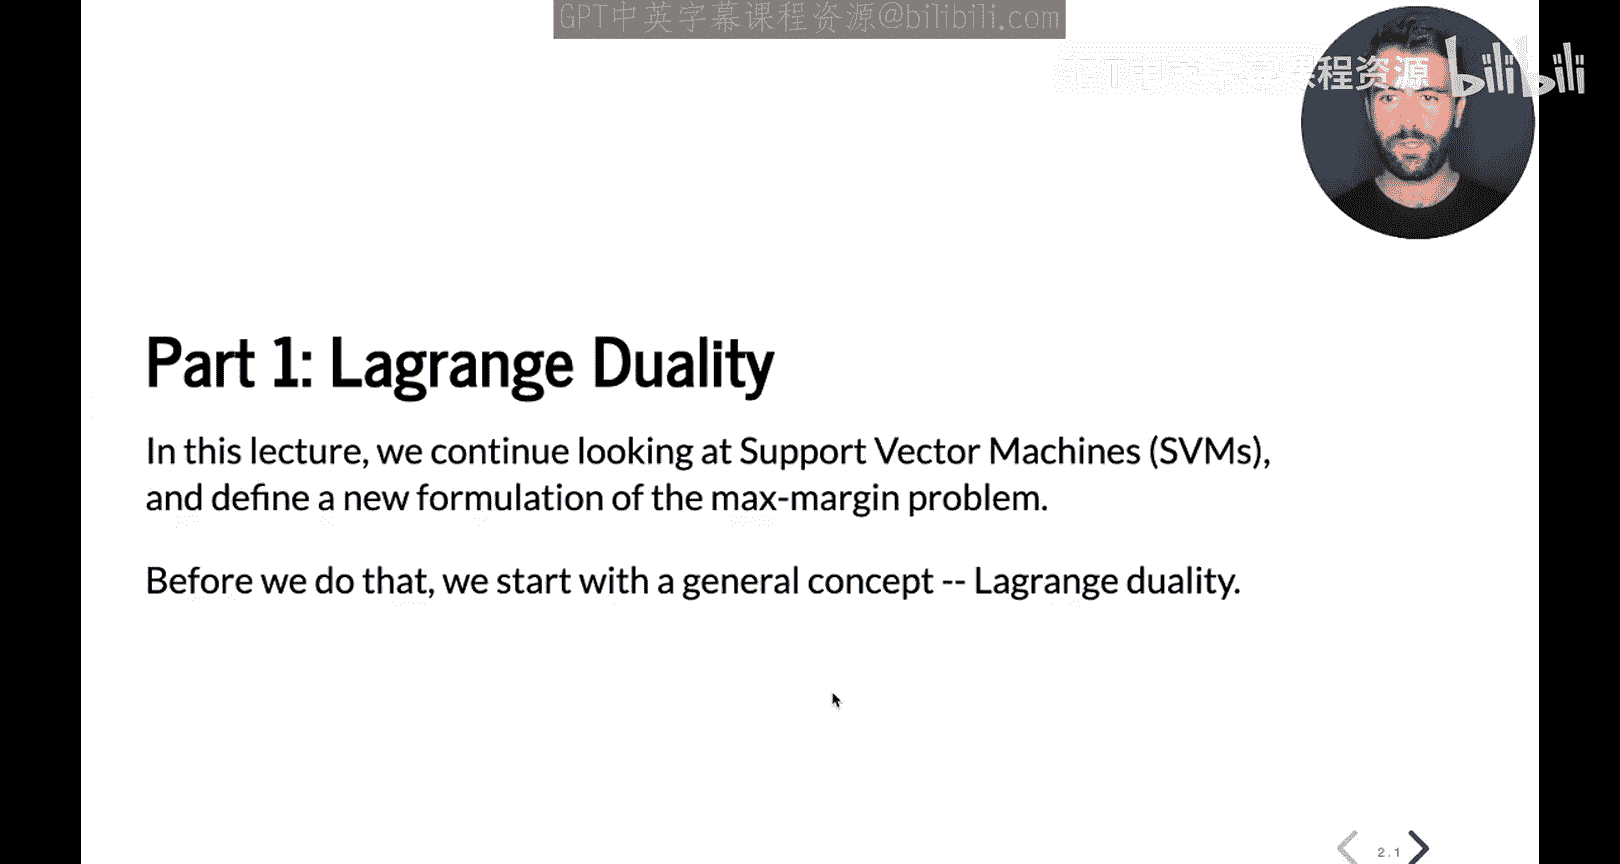 GPT中英字幕课程资源@bilibili.com
课程资源 bilibili
Part 1: Lagrange Duality
In this lecture, we continue looking at Support Vector Machines (SVMs),
and define a new formulation of the max-margin problem.
Before we do that, we start with a general concept -- Lagrange duality.
2.1